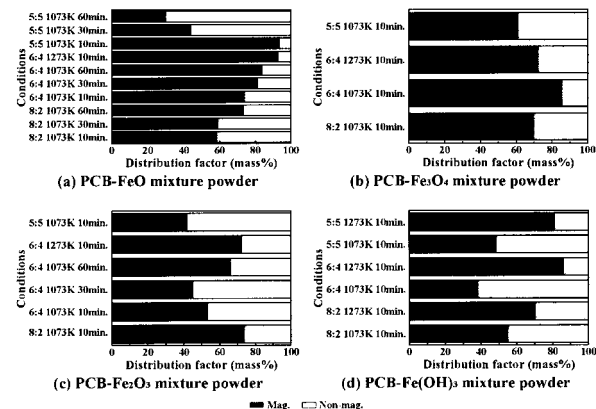 Conditions
5:5 1073K 60min.
5:5 1073K 30min.
5:5 1073K 10min.
6:4 1273K 10min.
6:4 1073K 60min.
6:4 1073K 30min.
6:4 1073K 10min.
8:2 1073K 60min.
8:2 1073K 30min.
8:2 1073K 10min.
0 20 40 60 80 100
Distribution factor (mass%)
(a) PCB-FeO mixture powder
Conditions
5:5 1073K 10min.
6:4 1273K 10min.
6:4 1073K 10min.
8:2 1073K 10min.
0 20 40 60 80 100
Distribution factor (mass%)
(b) PCB-Fe₃O₄ mixture powder
Conditions
5:5 1073K 10min.
6:4 1273K 10min.
6:4 1073K 60min.
6:4 1073K 30min.
6:4 1073K 10min.
8:2 1073K 10min.
0 20 40 60 80 100
Distribution factor (mass%)
(c) PCB-Fe₂O₃ mixture powder
Conditions
5:5 1273K 10min.
5:5 1073K 10min.
6:4 1273K 10min.
6:4 1073K 10min.
8:2 1273K 10min.
8:2 1073K 10min.
0 20 40 60 80 100
Distribution factor (mass%)
(d) PCB-Fe(OH)₃ mixture powder
Mag. Non-mag.